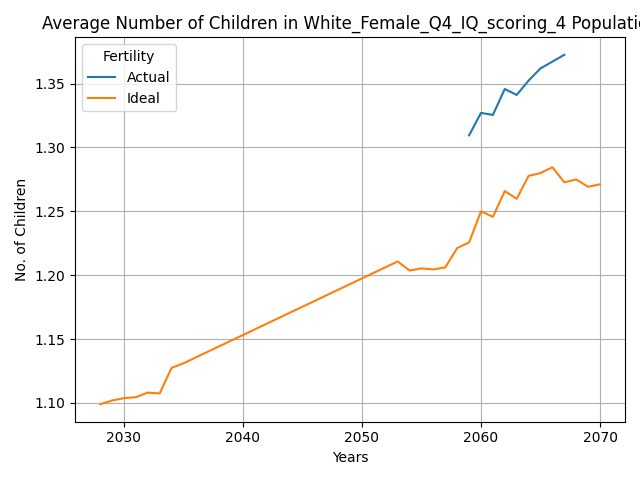 Average Number of Children in White_Female_Q4_IQ_scoring_4 Populatio
Fertility
Actual
Ideal
1.35
1.30
1.25
1.20
1.15
1.10
No. of Children
2030 2040 2050 2060 2070
Years